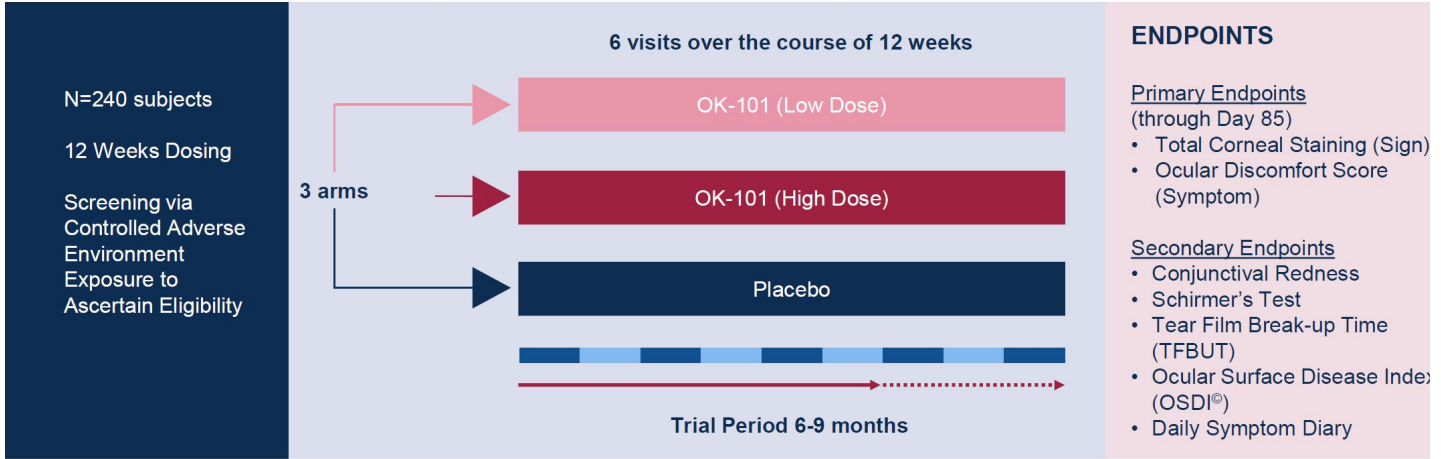 N=240 subjects
12 Weeks Dosing
Screening via
Controlled Adverse
Environment
Exposure to
Ascertain Eligibility
6 visits over the course of 12 weeks
3 arms
OK-101 (Low Dose)
OK-101 (High Dose)
Placebo
Trial Period 6-9 months
ENDPOINTS
Primary Endpoints
(through Day 85)
• Total Corneal Staining (Sign)
• Ocular Discomfort Score
(Symptom)
Secondary Endpoints
• Conjunctival Redness
• Schirmer's Test
• Tear Film Break-up Time
(TFBUT)
• Ocular Surface Disease Index
(OSDI©)
• Daily Symptom Diary